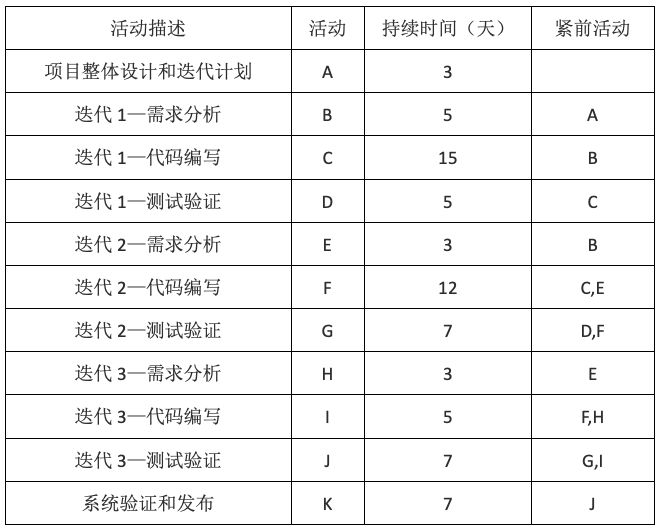 活动描述 活动 持续时间（天） 紧前活动
项目整体设计和迭代计划 A 3
迭代 1—需求分析 B 5 A
迭代 1—代码编写 C 15 B
迭代 1—测试验证 D 5 C
迭代 2—需求分析 E 3 B
迭代 2—代码编写 F 12 C,E
迭代 2—测试验证 G 7 D,F
迭代 3—需求分析 H 3 E
迭代 3—代码编写 I 5 F,H
迭代 3—测试验证 J 7 G,I
系统验证和发布 K 7 J